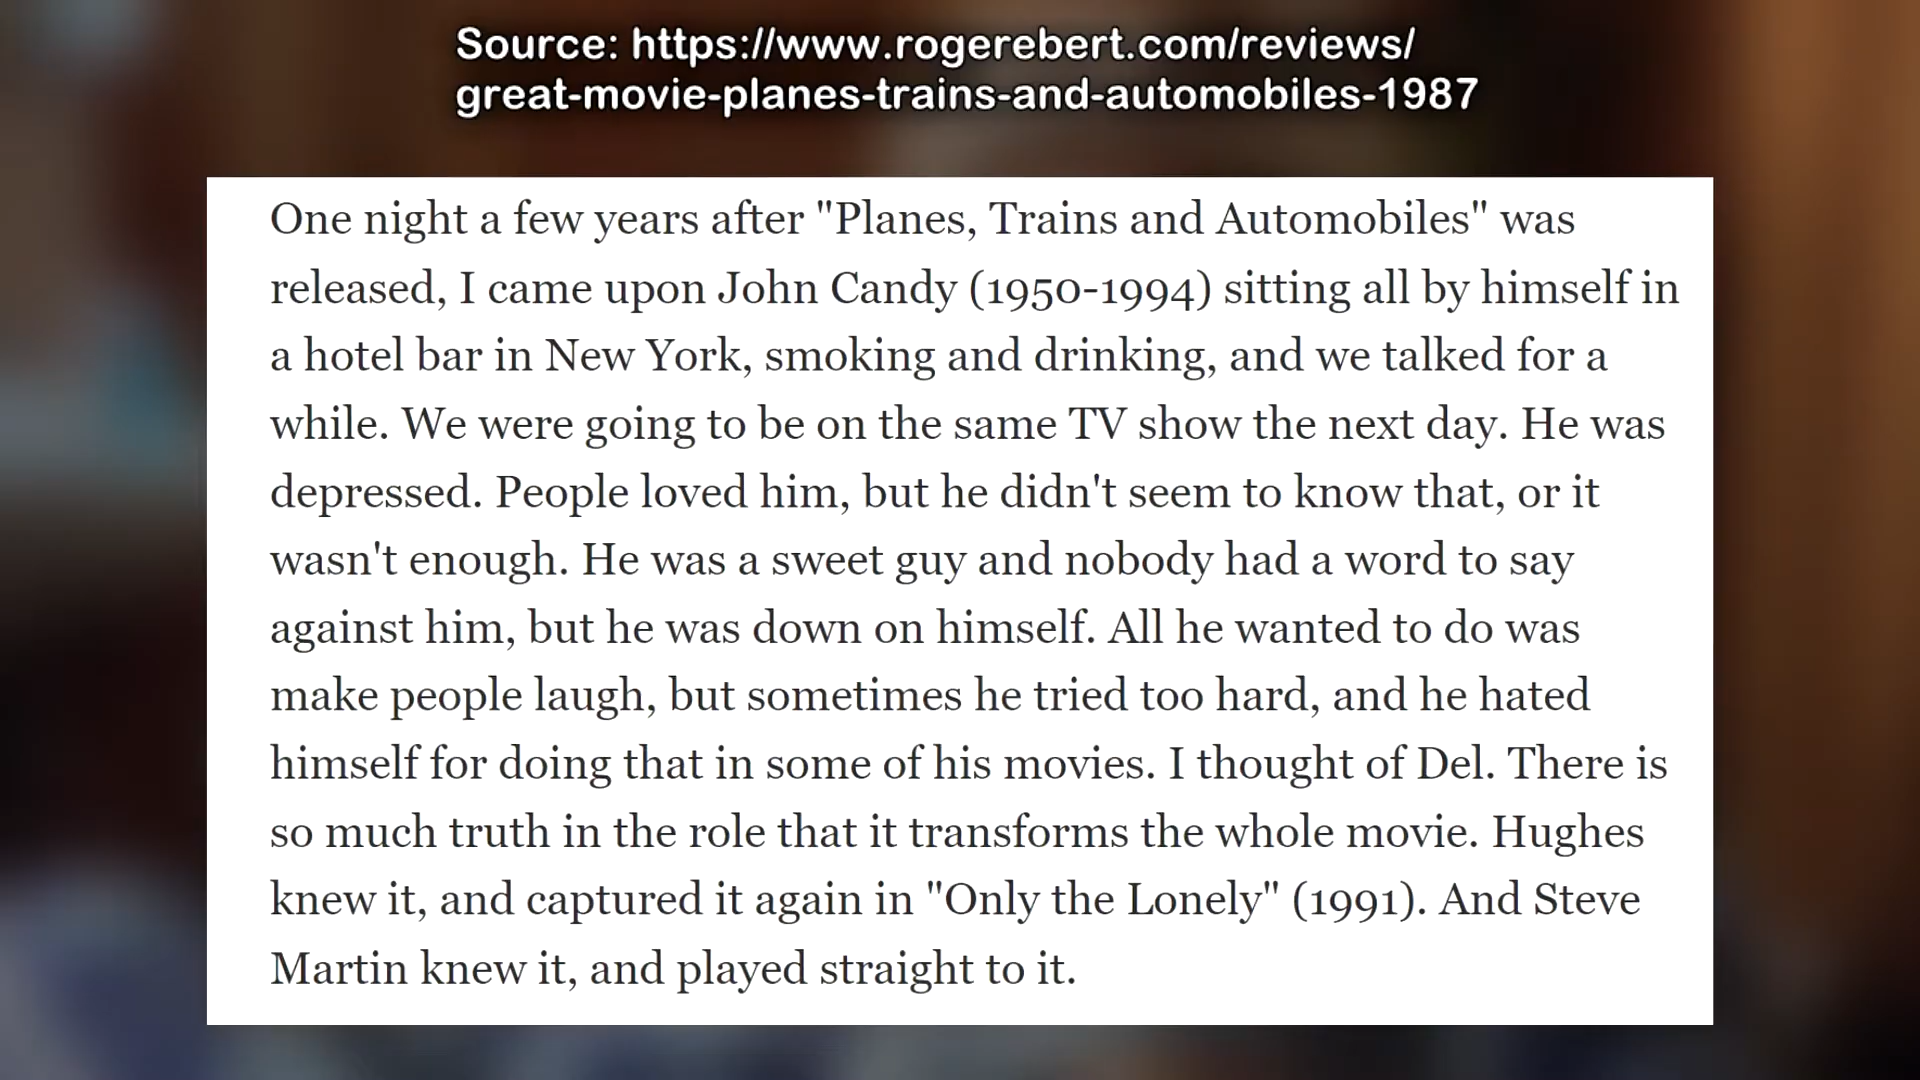 Source: https://www.rogerebert.com/reviews/
great-movie-planes-trains-and-automobiles-1987
One night a few years after "Planes, Trains and Automobiles" was
released, I came upon John Candy (1950-1994) sitting all by himself in
a hotel bar in New York, smoking and drinking, and we talked for a
while. We were going to be on the same TV show the next day. He was
depressed. People loved him, but he didn't seem to know that, or it
wasn't enough. He was a sweet guy and nobody had a word to say
against him, but he was down on himself. All he wanted to do was
make people laugh, but sometimes he tried too hard, and he hated
himself for doing that in some of his movies. I thought of Del. There is
so much truth in the role that it transforms the whole movie. Hughes
knew it, and captured it again in "Only the Lonely" (1991). And Steve
Martin knew it, and played straight to it.